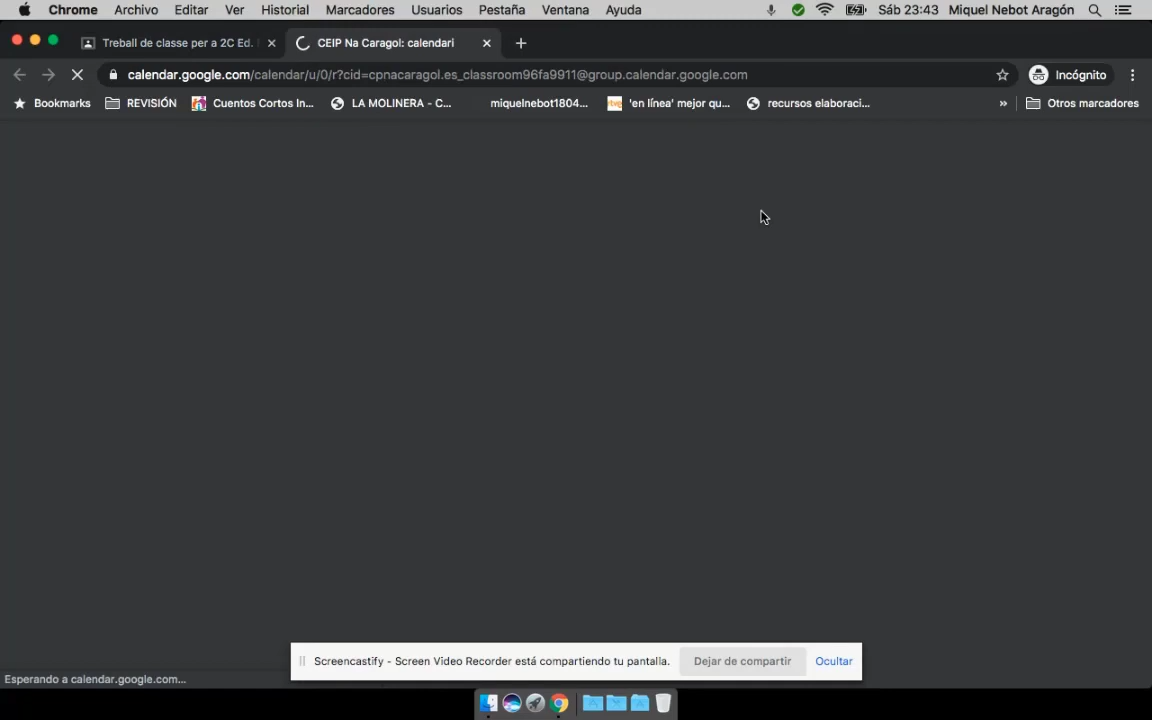 Chrome Archivo Editar Ver Historial Marcadores Usuarios Pestaña Ventana Ayuda Sáb 23:43 Miquel Nebot Aragón
Treball de classe per a 2C Ed. CEIP Na Caragol: calendari
calendar.google.com/calendar/u/0/r?cid=cpnacaragol.es_classroom96fa9911@group.calendar.google.com Incógnito
Bookmarks REVISIÓN Cuentos Cortos In... LA MOLINERA - C... miquelnebot1804... rtve 'en línea' mejor qu... recursos elaboraci... » Otros marcadores
Screencastify - Screen Video Recorder está compartiendo tu pantalla. Dejar de compartir Ocultar
Esperando a calendar.google.com...